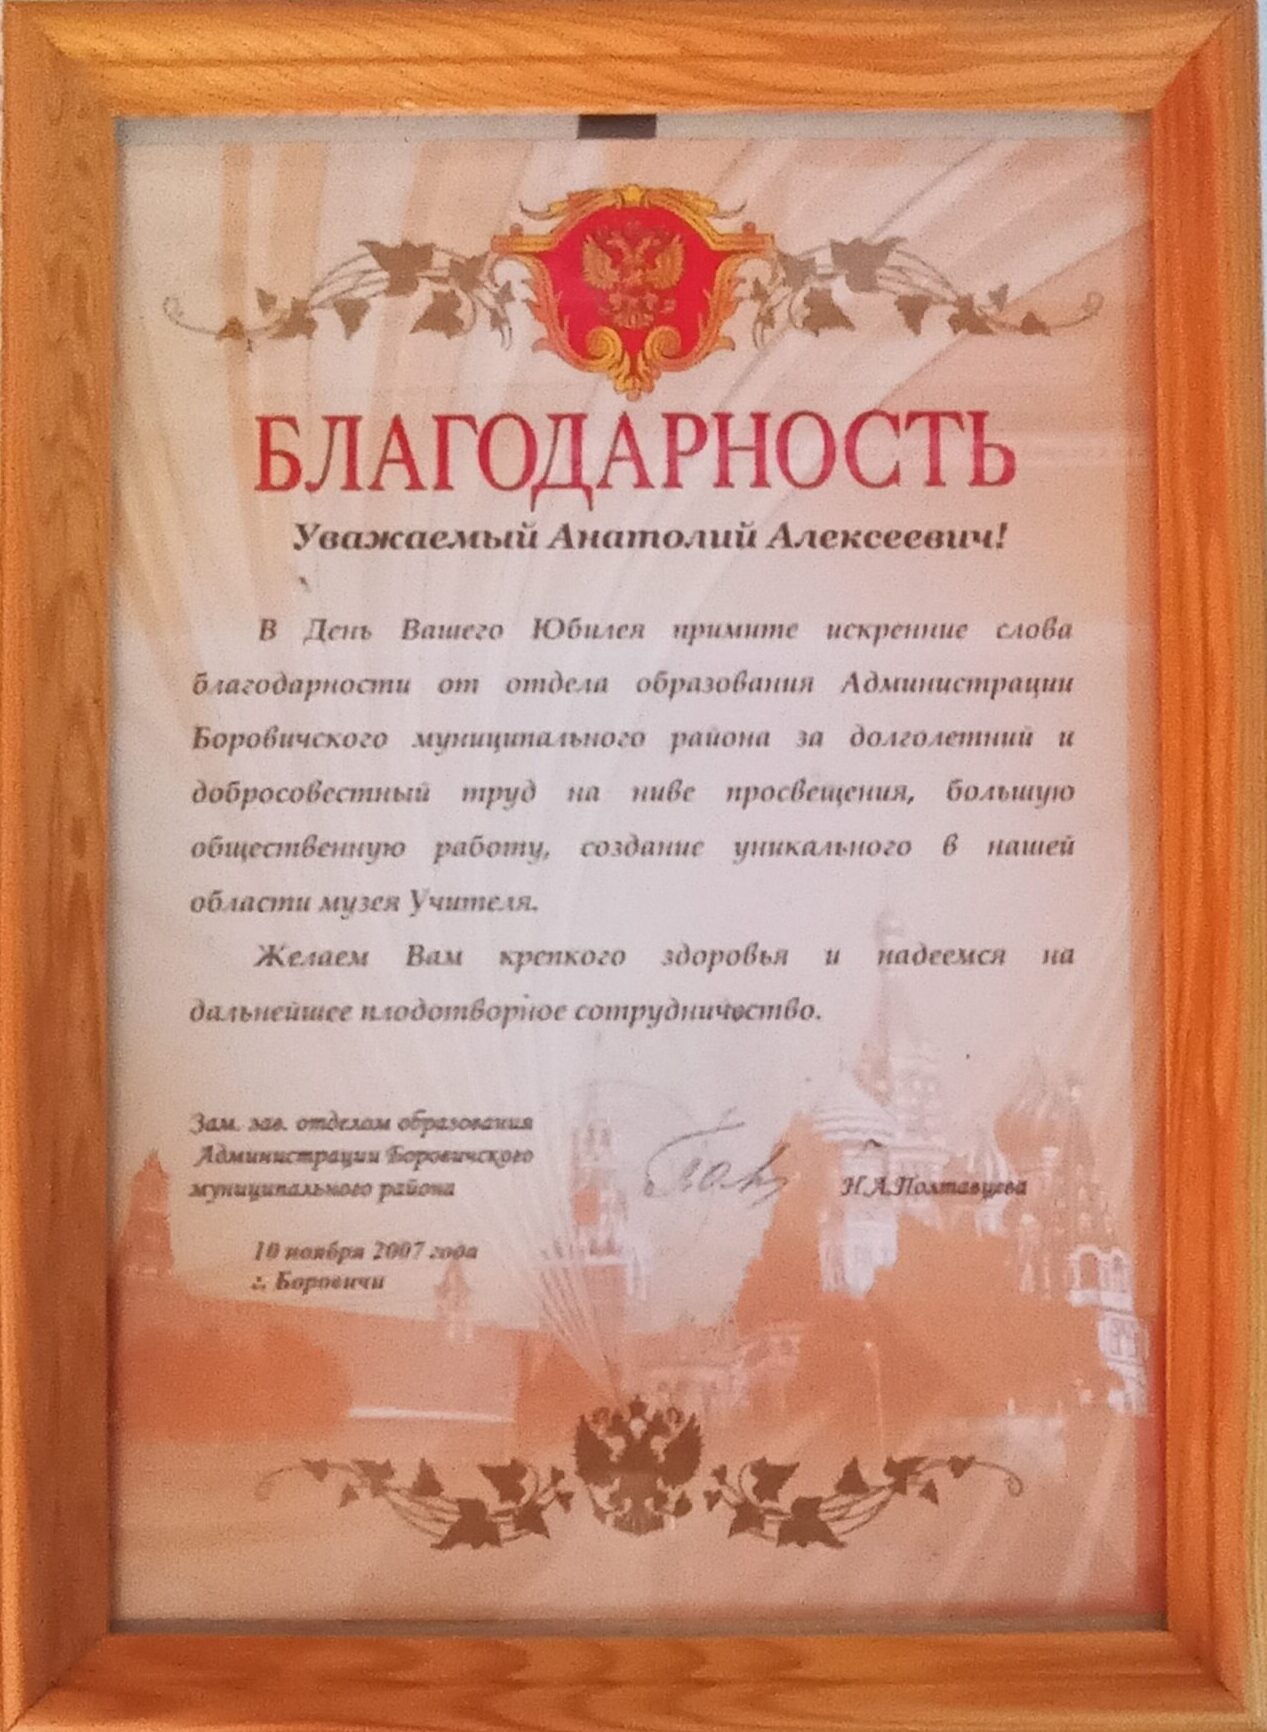 БЛАГОДАРНОСТЬ
Уважаемый Анатолий Алексеевич!
В День Вашего Юбилея примите искренние слова
благодарности от отдела образования Администрации
Боровичского муниципального района за долголетний и
добросовестный труд на ниве просвещения, большую
общественную работу, создание уникального в нашей
области музея Учителя.
Желаем Вам крепкого здоровья и надеемся на
дальнейшее плодотворное сотрудничество.
Зам. зав. отделом образования
Администрации Боровичского
муниципального района
Н.А.Полтавцева
10 ноября 2007 года
г. Боровичи